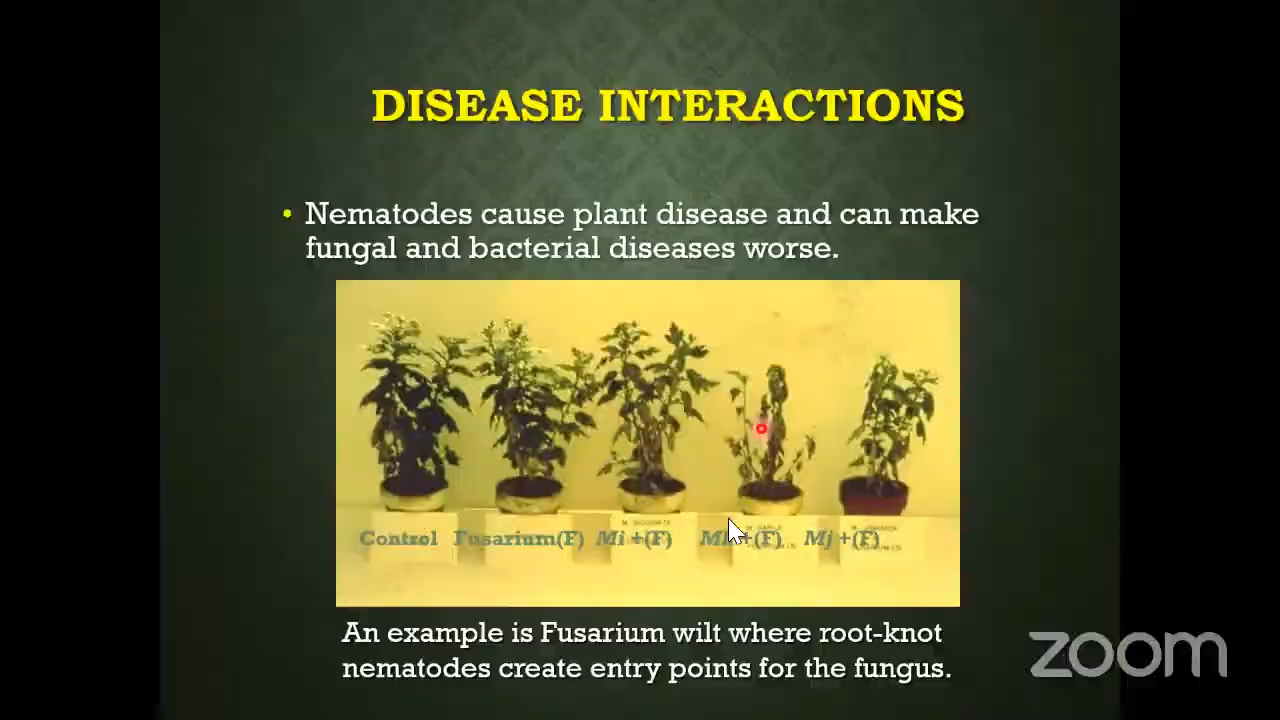 DISEASE INTERACTIONS
• Nematodes cause plant disease and can make
fungal and bacterial diseases worse.
Control Fusarium(F) Mi +(F) Mh +(F) Mj +(F)
An example is Fusarium wilt where root-knot
nematodes create entry points for the fungus.
zoom